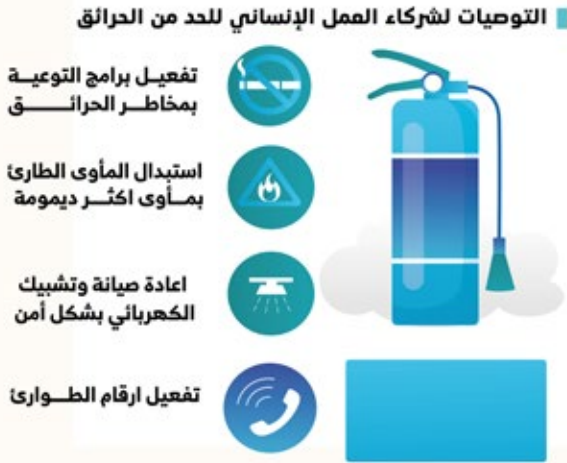 التوصيات لشركاء العمل الإنساني للحد من الحرائق
تفعيل برامج التوعية
بمخاطر الحرائق
استبدال المأوى الطارئ
بمأوى اكثر ديمومة
اعادة صيانة وتشبيك
الكهربائي بشكل أمن
تفعيل ارقام الطوارئ